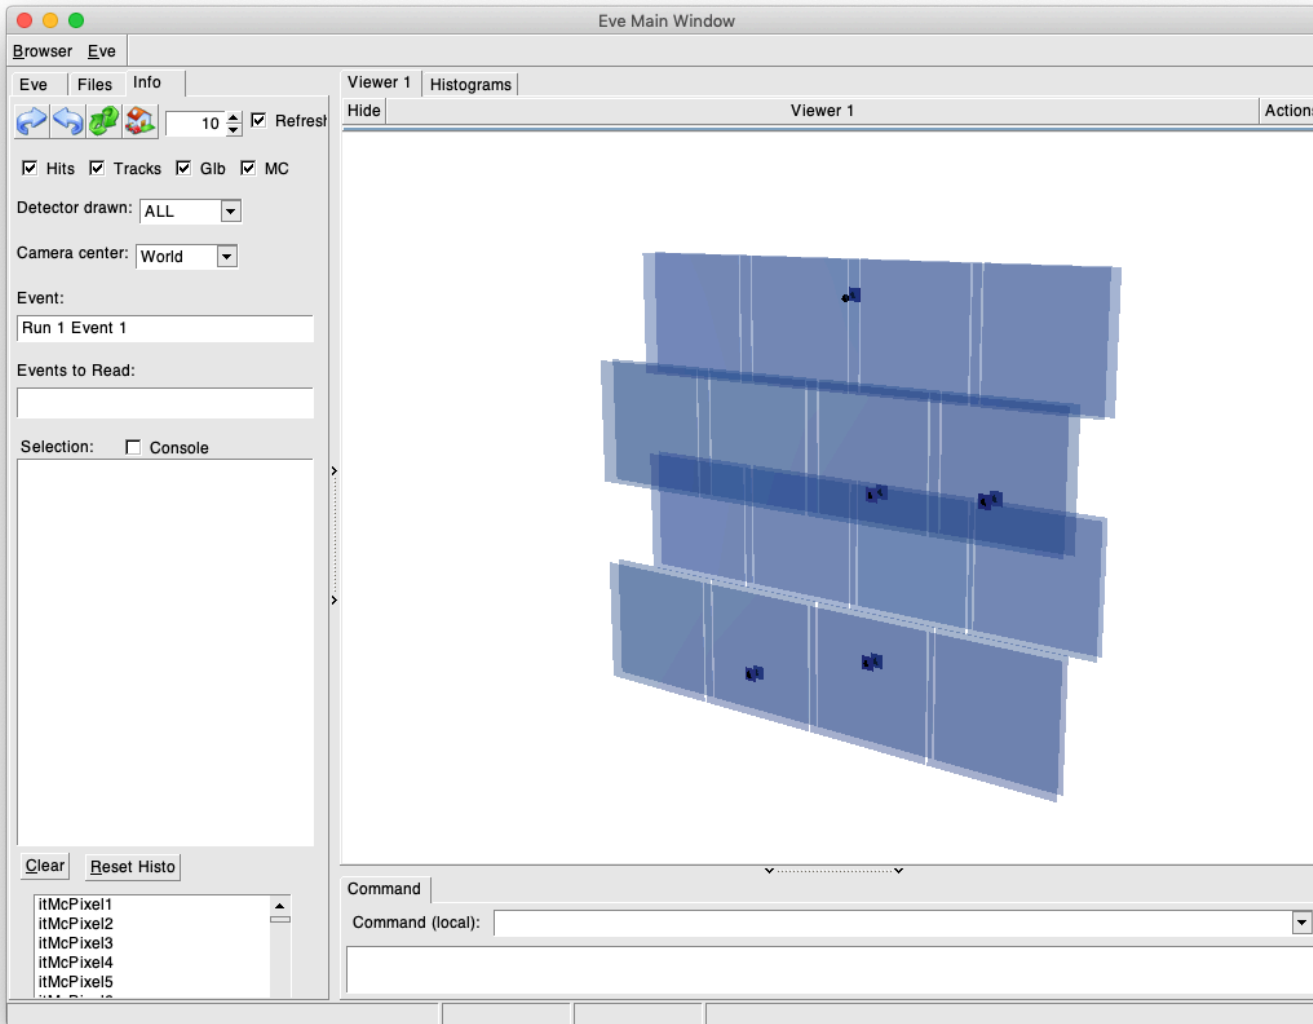 Eve Main Window
Browser Eve
Eve Files Info
10 Refresh
Hits Tracks Glb MC
Detector drawn: ALL
Camera center: World
Event:
Run 1 Event 1
Events to Read:
Selection: Console
Clear Reset Histo
itMcPixel1
itMcPixel2
itMcPixel3
itMcPixel4
itMcPixel5
Viewer 1 Histograms
Hide Viewer 1 Actions
Command
Command (local):